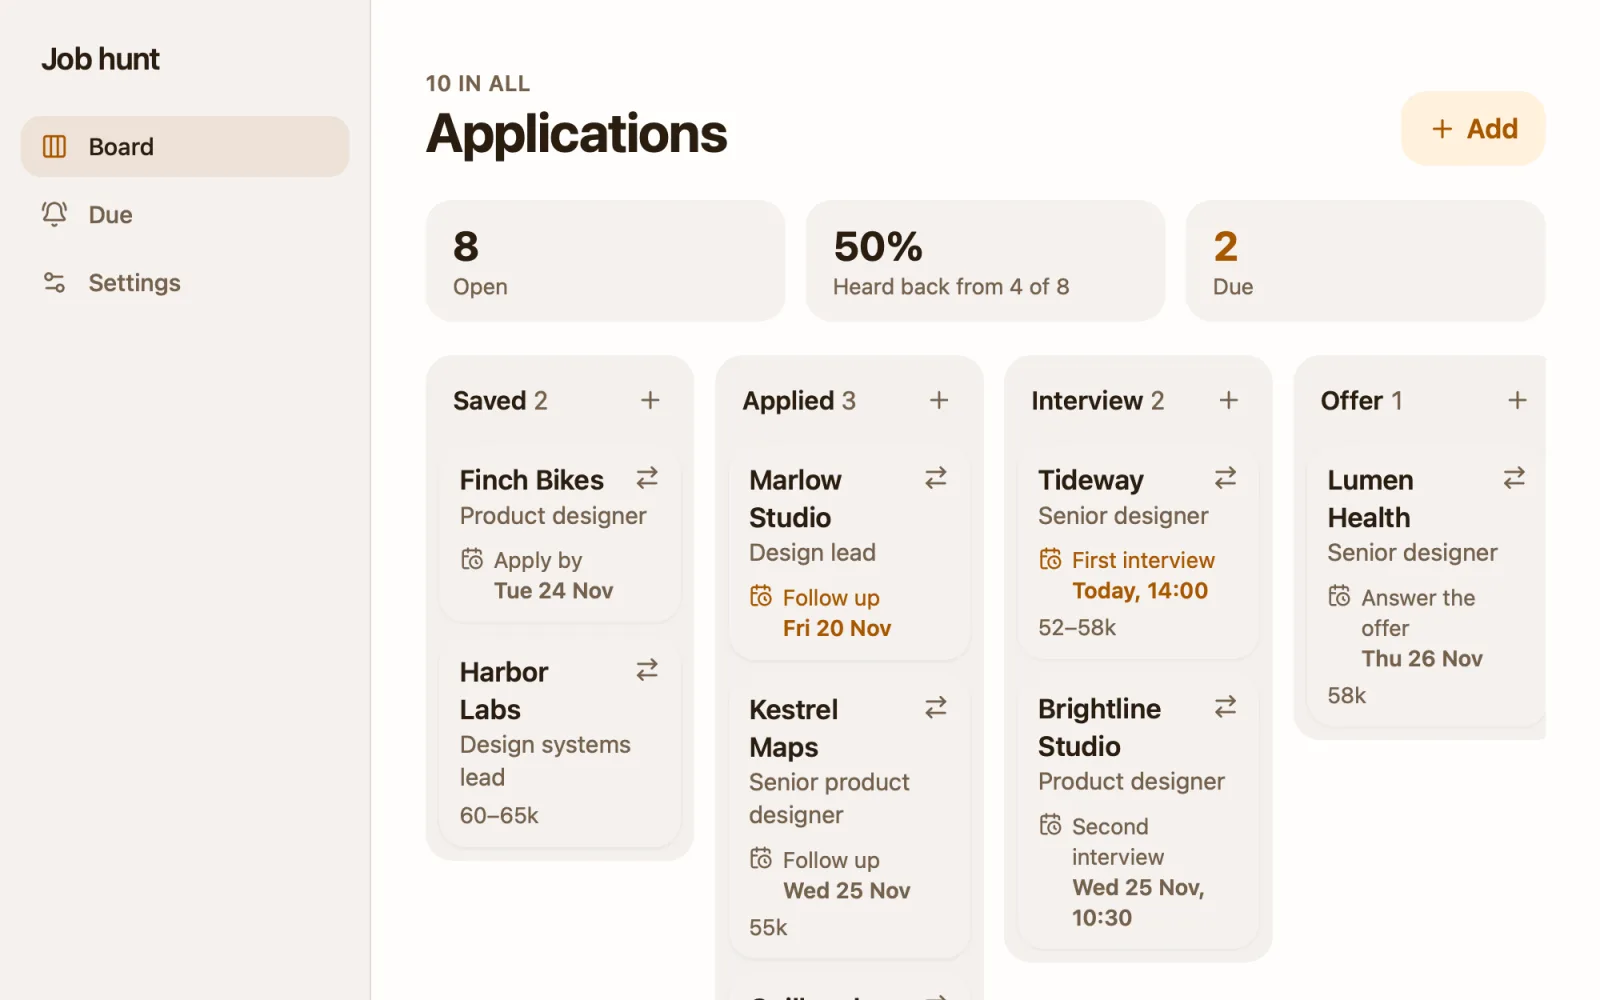 Job hunt
Board
Due
Settings
10 IN ALL
Applications
Add
8
Open
50%
Heard back from 4 of 8
2
Due
Saved 2
Finch Bikes
Product designer
Apply by
Tue 24 Nov
Harbor
Labs
Design systems
lead
60–65k
Applied 3
Marlow
Studio
Design lead
Follow up
Fri 20 Nov
Kestrel
Maps
Senior product
designer
Follow up
Wed 25 Nov
55k
Interview 2
Tideway
Senior designer
First interview
Today, 14:00
52–58k
Brightline
Studio
Product designer
Second
interview
Wed 25 Nov,
10:30
Offer 1
Lumen
Health
Senior designer
Answer the
offer
Thu 26 Nov
58k